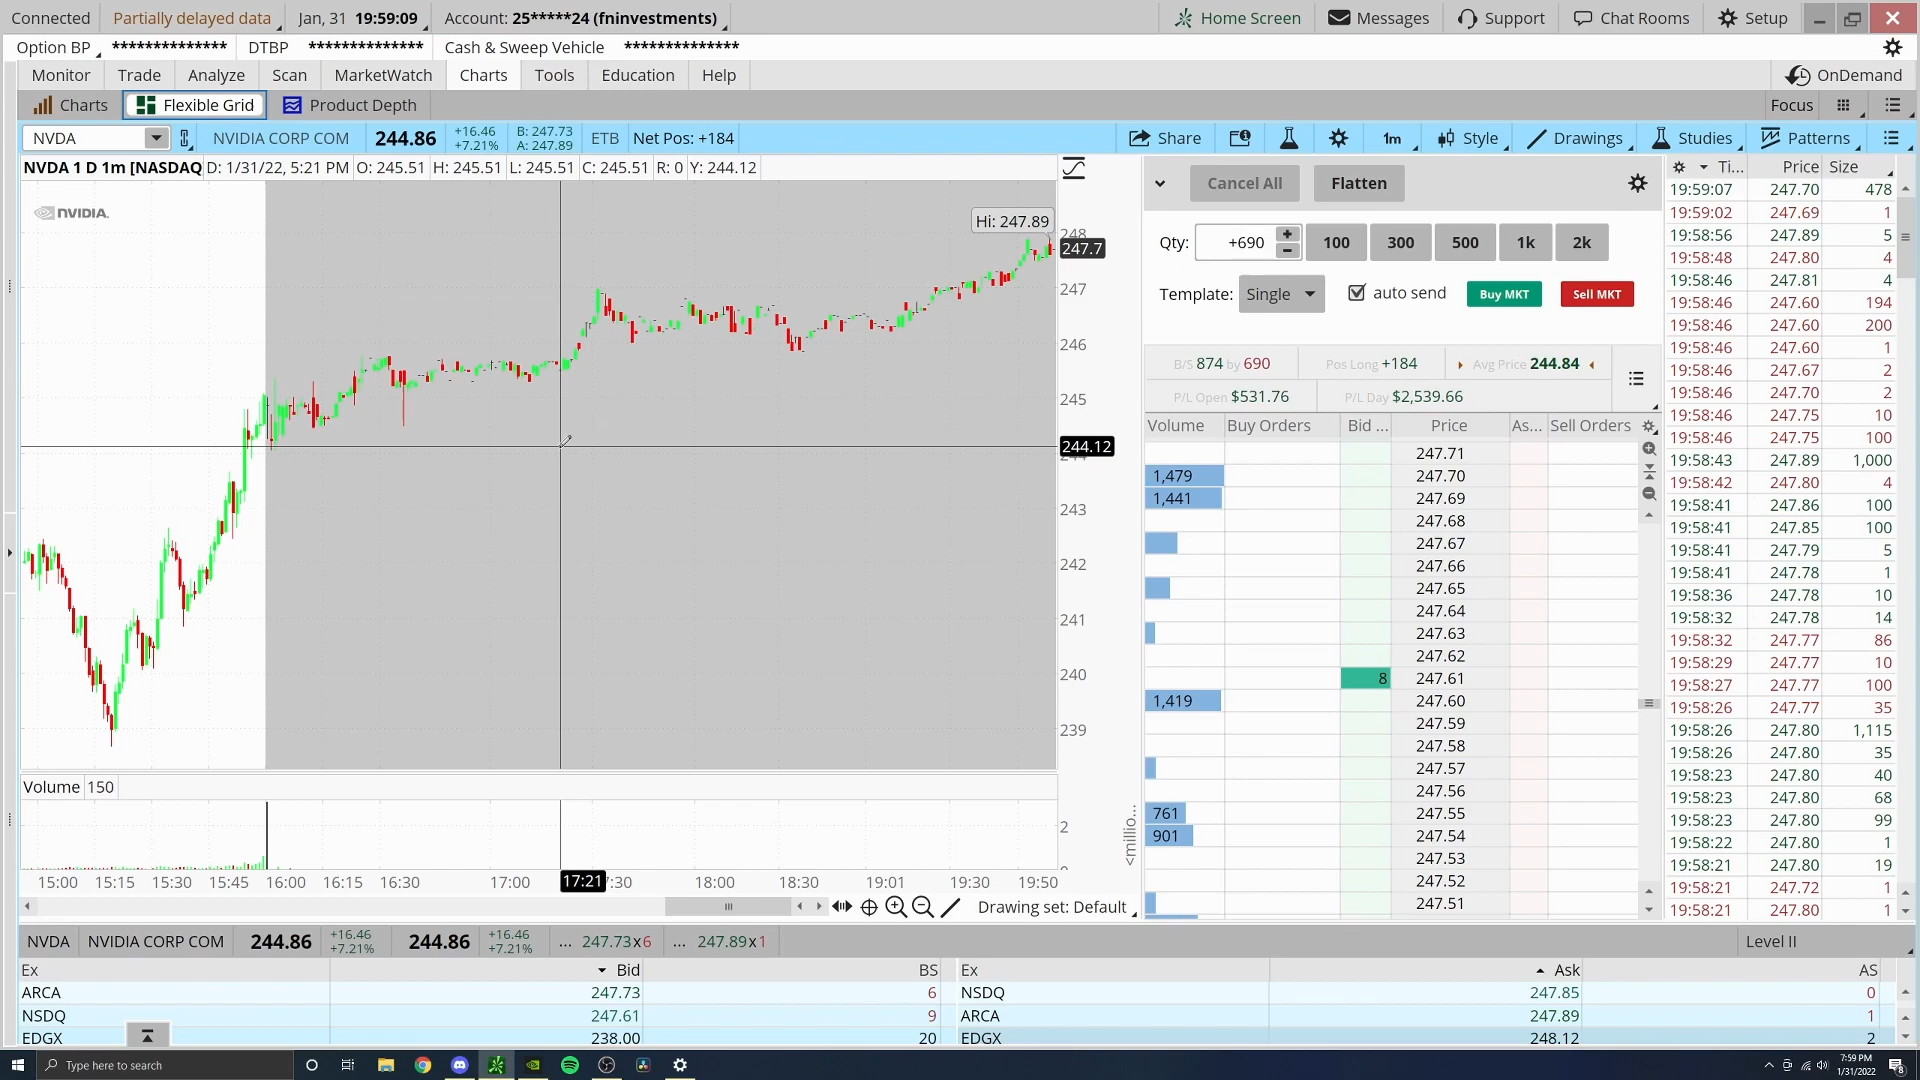 Connected Partially delayed data Jan, 31 19:59:09 Account: 25*****24 (fninvestments) Home Screen Messages Support Chat Rooms Setup
Option BP ************** DTBP ************** Cash & Sweep Vehicle **************
Monitor Trade Analyze Scan MarketWatch Charts Tools Education Help OnDemand
Charts Flexible Grid Product Depth Focus
NVDA NVIDIA CORP COM 244.86 +16.46 +7.21% B: 247.73 A: 247.89 ETB Net Pos: +184 Share 1m Style Drawings Studies Patterns
NVDA 1 D 1m [NASDAQ D: 1/31/22, 5:21 PM O: 245.51 H: 245.51 L: 245.51 C: 245.51 R: 0 Y: 244.12
NVIDIA.
Hi: 247.89
248
247.7
247
246
245
244.12
243
242
241
240
239
Volume 150
2
<millio...
15:00 15:15 15:30 15:45 16:00 16:15 16:30 17:00 17:21 :30 18:00 18:30 19:01 19:30 19:50
Drawing set: Default
Cancel All Flatten
Qty: +690 100 300 500 1k 2k
Template: Single auto send Buy MKT Sell MKT
B/S 874 by 690 Pos Long +184 Avg Price 244.84
P/L Open $531.76 P/L Day $2,539.66
Volume Buy Orders Bid ... Price As... Sell Orders
247.71
1,479 247.70
1,441 247.69
247.68
247.67
247.66
247.65
247.64
247.63
247.62
8 247.61
1,419 247.60
247.59
247.58
247.57
247.56
761 247.55
901 247.54
247.53
247.52
247.51
Ti... Price Size
19:59:07 247.70 478
19:59:02 247.69 1
19:58:56 247.89 5
19:58:48 247.80 4
19:58:46 247.81 4
19:58:46 247.60 194
19:58:46 247.60 200
19:58:46 247.60 1
19:58:46 247.67 2
19:58:46 247.70 2
19:58:46 247.75 10
19:58:46 247.75 100
19:58:43 247.89 1,000
19:58:42 247.80 4
19:58:41 247.86 100
19:58:41 247.85 100
19:58:41 247.79 5
19:58:41 247.78 1
19:58:36 247.78 10
19:58:32 247.78 14
19:58:32 247.77 86
19:58:29 247.77 10
19:58:27 247.77 100
19:58:26 247.77 35
19:58:26 247.80 1,115
19:58:26 247.80 35
19:58:23 247.80 40
19:58:23 247.80 68
19:58:23 247.80 99
19:58:22 247.80 1
19:58:21 247.80 19
19:58:21 247.72 1
19:58:21 247.80 1
NVDA NVIDIA CORP COM 244.86 +16.46 +7.21% 244.86 +16.46 +7.21% ... 247.73x6 ... 247.89x1 Level II
Ex Bid BS Ex Ask AS
ARCA 247.73 6 NSDQ 247.85 0
NSDQ 247.61 9 ARCA 247.89 1
EDGX 238.00 20 EDGX 248.12 2
Type here to search 7:59 PM
1/31/2022
8